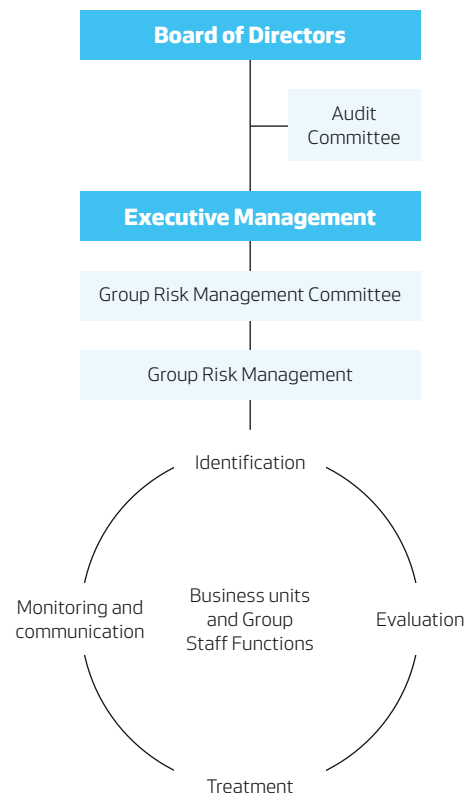 Board of Directors
Audit
Committee
Executive Management
Group Risk Management Committee
Group Risk Management
Identification
Monitoring and
communication
Business units
and Group
Staff Functions
Evaluation
Treatment